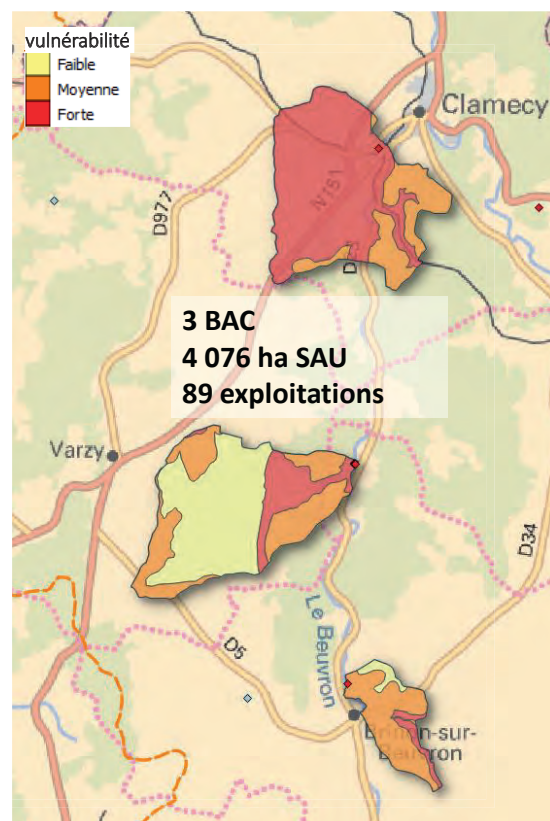 vulnérabilité
Faible
Moyenne
Forte
Clamecy
N151
D977
3 BAC
4 076 ha SAU
89 exploitations
Varzy
D34
Le Beuvron
D5
Brinon-sur-
Beuvron